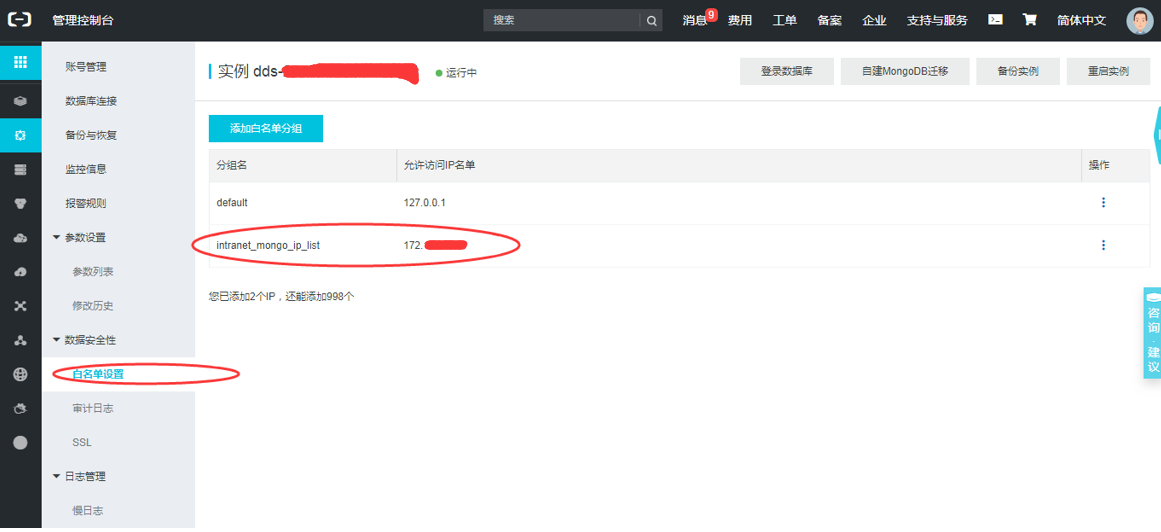 管理控制台
搜索
消息 9
费用
工单
备案
企业
支持与服务
简体中文
账号管理
数据库连接
备份与恢复
监控信息
报警规则
参数设置
参数列表
修改历史
数据安全性
白名单设置
审计日志
SSL
日志管理
慢日志
实例 dds-
运行中
登录数据库
自建MongoDB迁移
备份实例
重启实例
添加白名单分组
分组名 允许访问IP名单 操作
default 127.0.0.1
intranet_mongo_ip_list 172.
您已添加2个IP，还能添加998个
咨询·建议